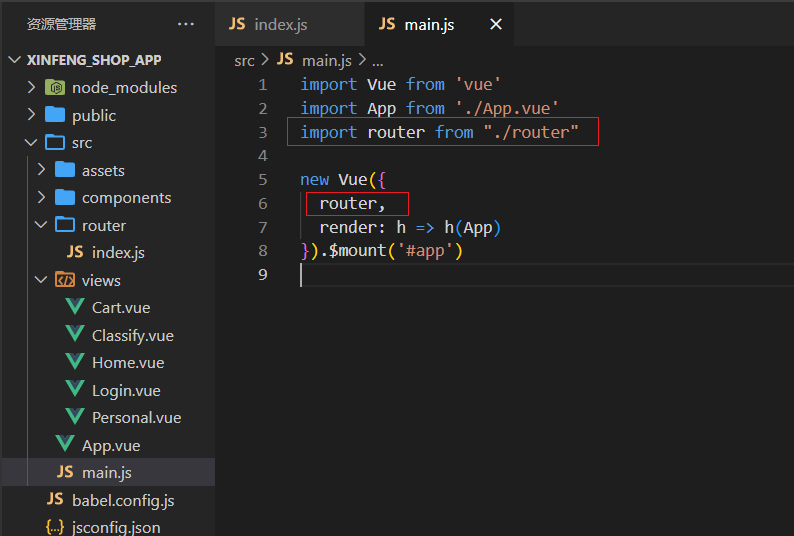 资源管理器 ···
XINFENG_SHOP_APP
node_modules
public
src
assets
components
router
JS index.js
views
Cart.vue
Classify.vue
Home.vue
Login.vue
Personal.vue
App.vue
JS main.js
JS babel.config.js
{..} jsconfig.json
JS index.js
JS main.js ×
src > JS main.js > ...
1 import Vue from 'vue'
2 import App from './App.vue'
3 import router from "./router"
4
5 new Vue({
6 router,
7 render: h => h(App)
8 }).$mount('#app')
9